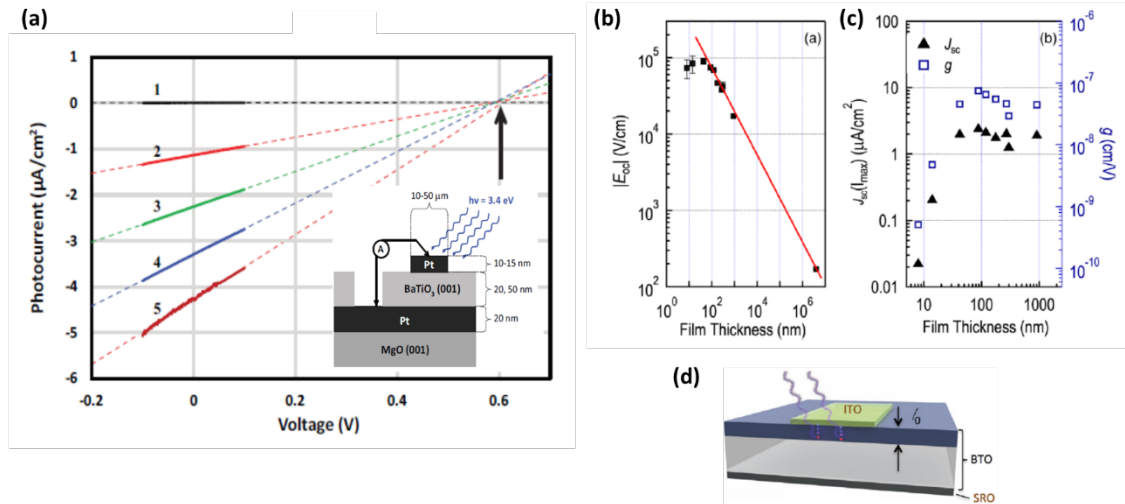 (a)
Photocurrent (µA/cm²)
1
0
-1
-2
-3
-4
-5
-6
1
2
3
4
5
-0.2
0
0.2
0.4
0.6
Voltage (V)
10-50 µm
hν = 3.4 eV
A
Pt
10-15 nm
BaTiO₃ (001)
20, 50 nm
Pt
20 nm
MgO (001)
(b)
(a)
|E_oc| (V/cm)
10⁵
10⁴
10³
10²
10⁰
10²
10⁴
10⁶
Film Thickness (nm)
(c)
(b)
J_sc
g
J_sc(I_max) (µA/cm²)
100
10
1
0.1
0.01
10
100
1000
Film Thickness (nm)
10⁻⁶
10⁻⁷
10⁻⁸
10⁻⁹
10⁻¹⁰
g (cm/V)
(d)
ITO
l₀
BTO
SRO